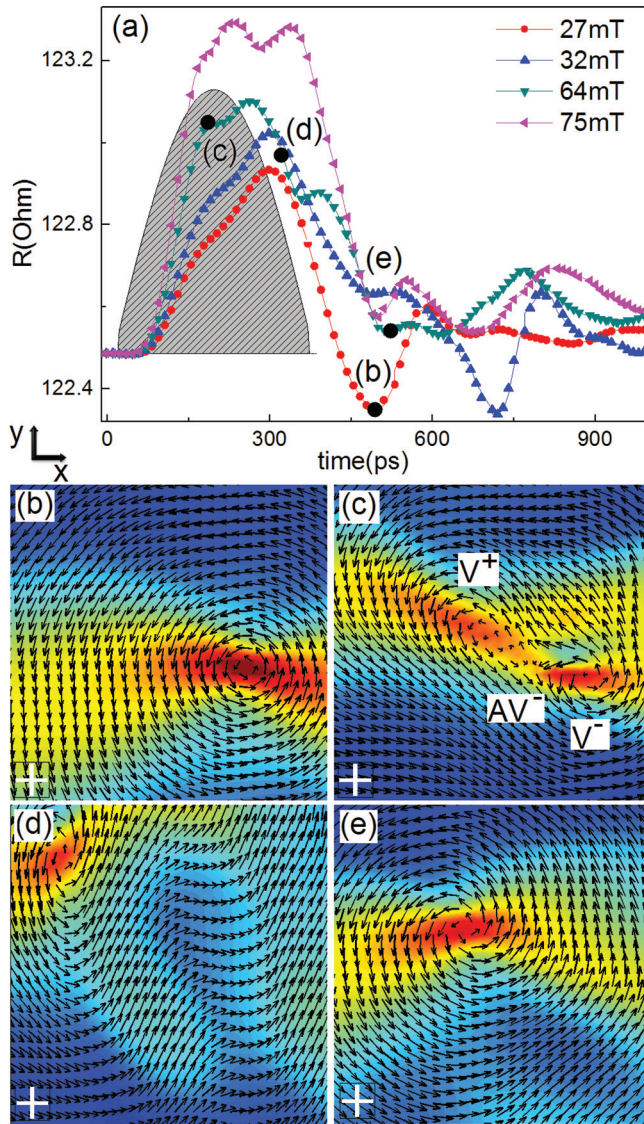 (a)
27mT
32mT
64mT
75mT
123.2
122.8
122.4
R(Ohm)
(c)
(d)
(e)
(b)
0
300
600
900
time(ps)
y
x
(b)
(c)
V+
AV-
V-
(d)
(e)